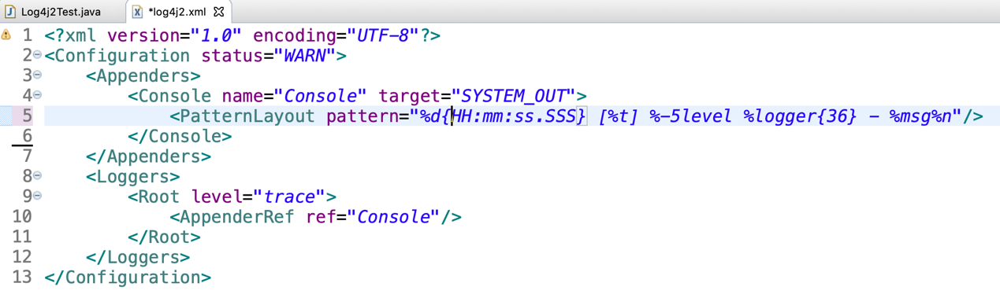 Log4j2Test.java *log4j2.xml
1 <?xml version="1.0" encoding="UTF-8"?>
2 <Configuration status="WARN">
3 <Appenders>
4 <Console name="Console" target="SYSTEM_OUT">
5 <PatternLayout pattern="%d{HH:mm:ss.SSS} [%t] %-5level %logger{36} - %msg%n"/>
6 </Console>
7 </Appenders>
8 <Loggers>
9 <Root level="trace">
10 <AppenderRef ref="Console"/>
11 </Root>
12 </Loggers>
13 </Configuration>